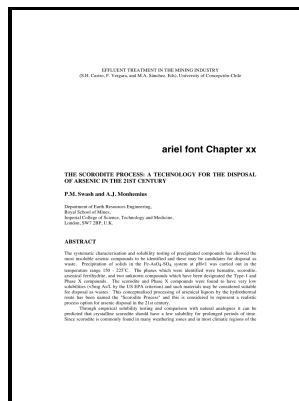 EFFLUENT TREATMENT IN THE MINING INDUSTRY
(S.H. Castro, F. Vergara, and M.A. Sánchez, Eds), University of Concepción-Chile
ariel font Chapter xx
THE SCORODITE PROCESS: A TECHNOLOGY FOR THE DISPOSAL
OF ARSENIC IN THE 21ST CENTURY
P.M. Swash and A.J. Monhemius
Department of Earth Resources Engineering,
Royal School of Mines,
Imperial College of Science, Technology and Medicine,
London, SW7 2BP, U.K.
ABSTRACT
The systematic characterisation and solubility testing of precipitated compounds has allowed the
most insoluble arsenic compounds to be identified and these may be candidates for disposal as
waste. Precipitation of solids in the Fe-AsO4-SO4 system at pH<1 was carried out in the
temperature range 150 - 225°C. The phases which were identified were hematite, scorodite,
arsenical ferrihydrite, and two unknown compounds which have been designated the Type-1 and
Phase X compounds. The scorodite and Phase X compounds were found to have very low
solubilities (<5mg As/L by the US EPA criterion) and such materials may be considered suitable
for disposal as wastes. This conceptualised processing of arsenical liquors by the hydrothermal
route has been named the "Scorodite Process" and this is considered to represent a realistic
process option for arsenic disposal in the 21st century.
Through empirical solubility testing and comparison with natural analogues it can be
predicted that crystalline scorodite should have a low solubility for prolonged periods of time.
Since scorodite is commonly found in many weathering zones and in most climatic regions of the